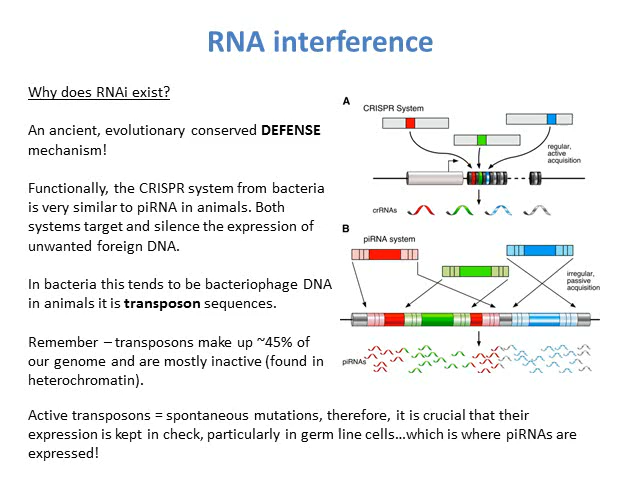 RNA interference
Why does RNAi exist?
An ancient, evolutionary conserved DEFENSE
mechanism!
Functionally, the CRISPR system from bacteria
is very similar to piRNA in animals. Both
systems target and silence the expression of
unwanted foreign DNA.
In bacteria this tends to be bacteriophage DNA
in animals it is transposon sequences.
Remember – transposons make up ~45% of
our genome and are mostly inactive (found in
heterochromatin).
Active transposons = spontaneous mutations, therefore, it is crucial that their
expression is kept in check, particularly in germ line cells…which is where piRNAs are
expressed!
A
CRISPR System
regular,
active
acquisition
crRNAs
B
piRNA system
irregular,
passive
acquisition
piRNAs